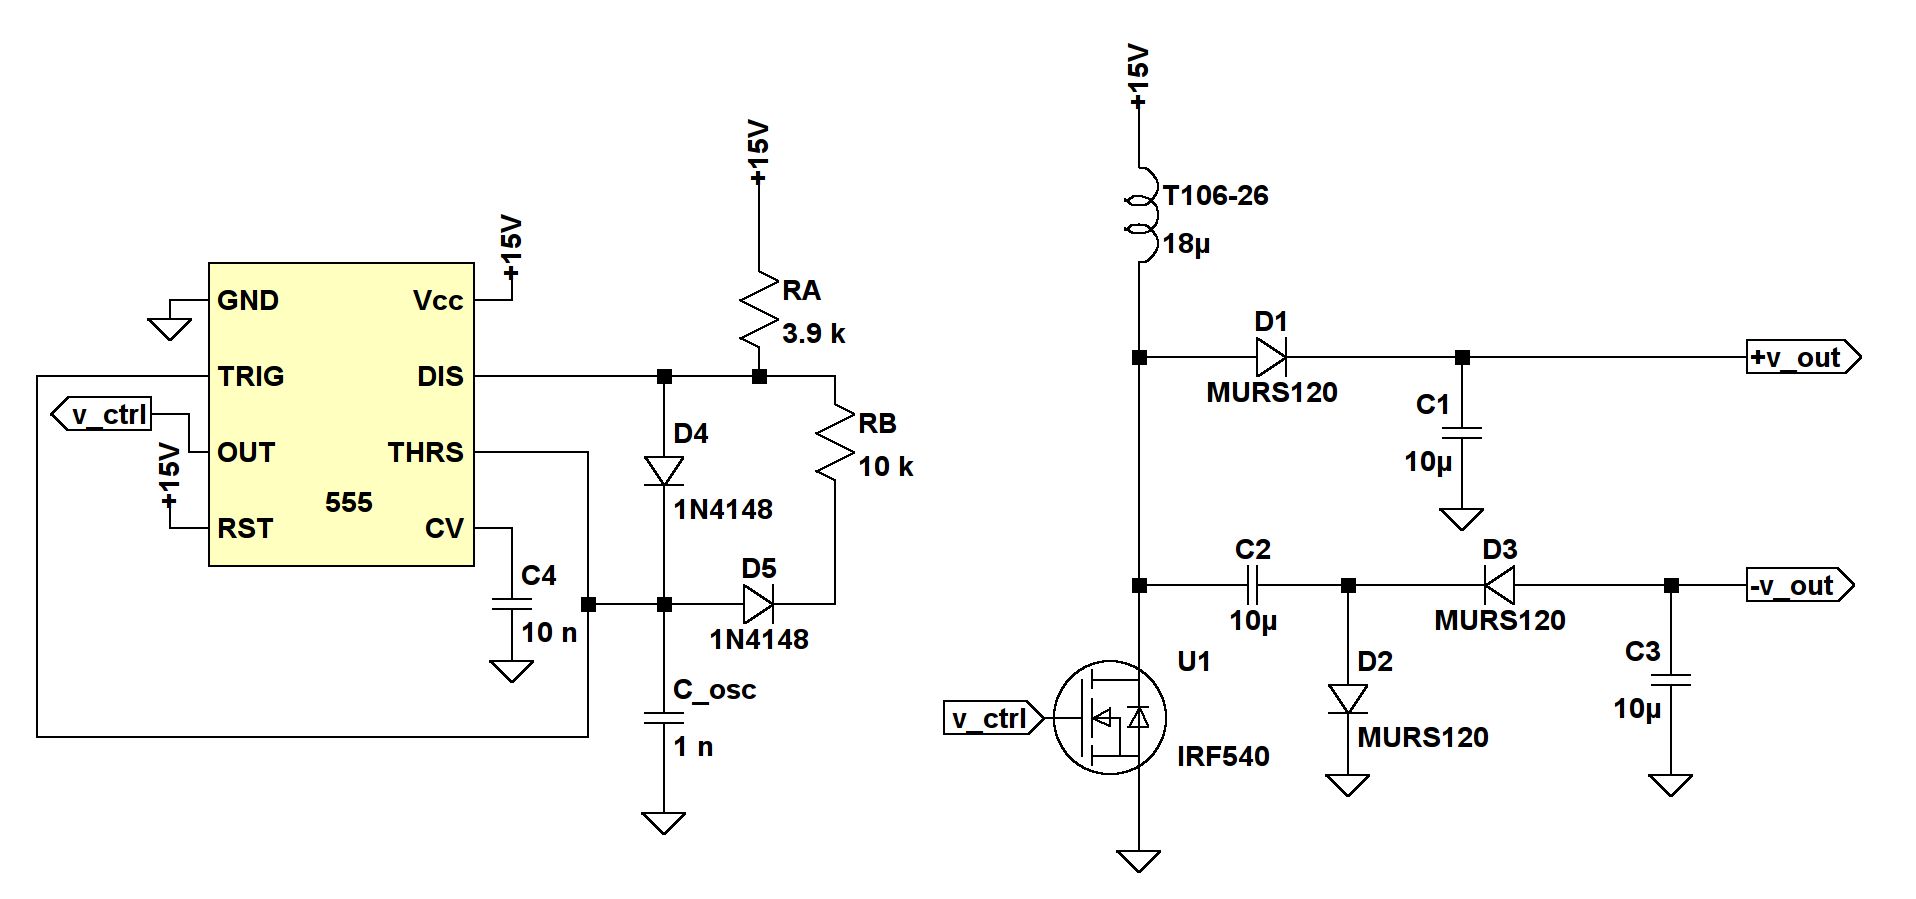 +15V
+15V
T106-26
18µ
+15V
RA
3.9 k
GND
Vcc
D1
MURS120
+v_out
TRIG
DIS
C1
10µ
v_ctrl
RB
10 k
D4
1N4148
+15V
OUT
THRS
555
RST
CV
C4
10 n
D5
1N4148
C2
10µ
D3
MURS120
-v_out
C_osc
1 n
U1
IRF540
v_ctrl
D2
MURS120
C3
10µ